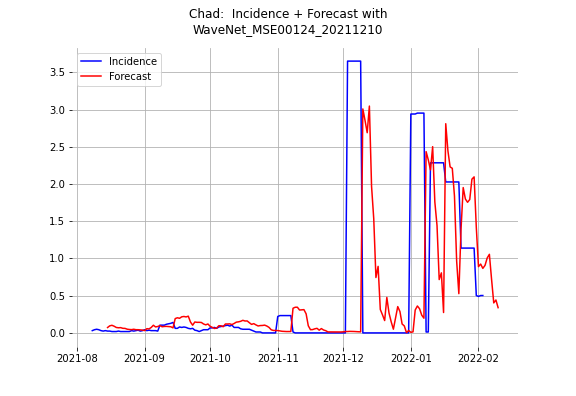 Chad:  Incidence + Forecast with
WaveNet_MSE00124_20211210
Incidence
Forecast
3.5
3.0
2.5
2.0
1.5
1.0
0.5
0.0
2021-08 2021-09 2021-10 2021-11 2021-12 2022-01 2022-02